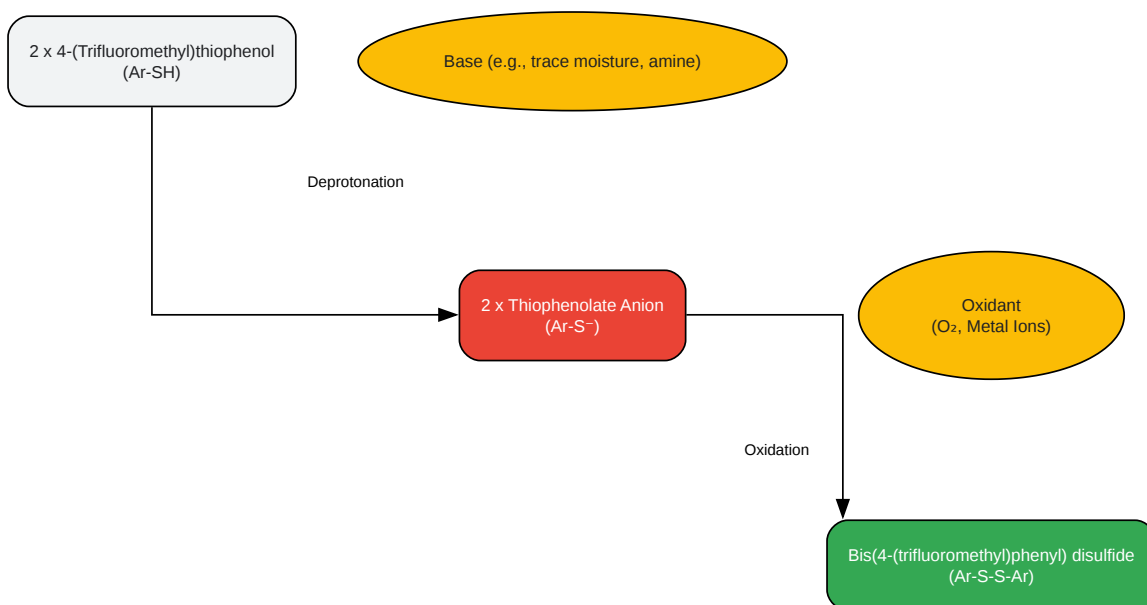 2 x 4-(Trifluoromethyl)thiophenol
(Ar-SH)
Base (e.g., trace moisture, amine)
Deprotonation
2 x Thiophenolate Anion
(Ar-S⁻)
Oxidant
(O₂, Metal Ions)
Oxidation
Bis(4-(trifluoromethyl)phenyl) disulfide
(Ar-S-S-Ar)